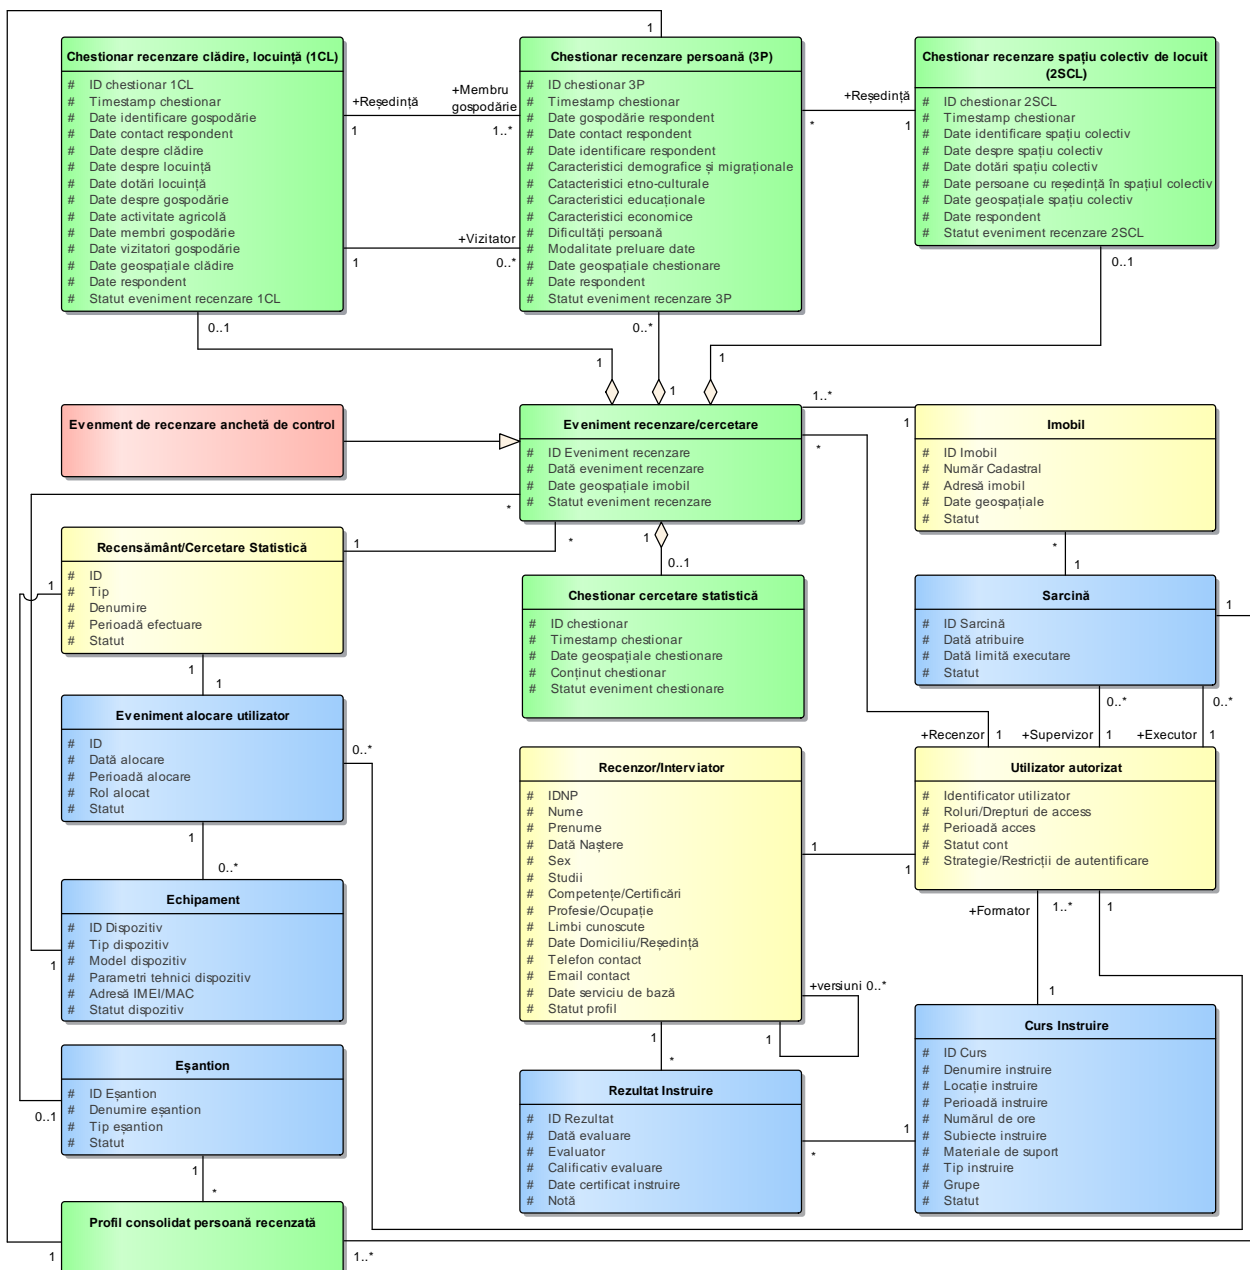 1
Chestionar recenzare clădire, locuință (1CL)
# ID chestionar 1CL
# Timestamp chestionar
# Date identificare gospodărie
# Date contact respondent
# Date despre clădire
# Date despre locuință
# Date dotări locuință
# Date despre gospodărie
# Date activitate agricolă
# Date membri gospodărie
# Date vizitatori gospodărie
# Date geospațiale clădire
# Date respondent
# Statut eveniment recenzare 1CL
+Reședință
1
+Membru
gospodărie
1..*
+Vizitator
1
0..*
Chestionar recenzare persoană (3P)
# ID chestionar 3P
# Timestamp chestionar
# Date gospodărie respondent
# Date contact respondent
# Date identificare respondent
# Caracteristici demografice și migraționale
# Catacteristici etno-culturale
# Caracteristici educaționale
# Caracteristici economice
# Dificultăți persoană
# Modalitate preluare date
# Date geospațiale chestionare
# Date respondent
# Statut eveniment recenzare 3P
+Reședință
*
1
Chestionar recenzare spațiu colectiv de locuit
(2SCL)
# ID chestionar 2SCL
# Timestamp chestionar
# Date identificare spațiu colectiv
# Date despre spațiu colectiv
# Date dotări spațiu colectiv
# Date persoane cu reședință în spațiul colectiv
# Date geospațiale spațiu colectiv
# Date respondent
# Statut eveniment recenzare 2SCL
0..1
0..*
0..1
1
1
1
Evenment de recenzare anchetă de control
Eveniment recenzare/cercetare
# ID Eveniment recenzare
# Dată eveniment recenzare
# Date geospațiale imobil
# Statut eveniment recenzare
1..*
1
*
*
*
1
0..1
Imobil
# ID Imobil
# Număr Cadastral
# Adresă imobil
# Date geospațiale
# Statut
*
1
Recensământ/Cercetare Statistică
# ID
# Tip
# Denumire
# Perioadă efectuare
# Statut
1
1
1
1
Chestionar cercetare statistică
# ID chestionar
# Timestamp chestionar
# Date geospațiale chestionare
# Conținut chestionar
# Statut eveniment chestionare
Sarcină
# ID Sarcină
# Dată atribuire
# Dată limită executare
# Statut
1
0..*
0..*
+Recenzor
1
+Supervizor
1
+Executor
1
Eveniment alocare utilizator
# ID
# Dată alocare
# Perioadă alocare
# Rol alocat
# Statut
0..*
1
0..*
Recenzor/Interviator
# IDNP
# Nume
# Prenume
# Dată Naștere
# Sex
# Studii
# Competențe/Certificări
# Profesie/Ocupație
# Limbi cunoscute
# Date Domiciliu/Reședință
# Telefon contact
# Email contact
# Date serviciu de bază
# Statut profil
1
1
+versiuni 0..*
1
1
*
Utilizator autorizat
# Identificator utilizator
# Roluri/Drepturi de access
# Perioadă acces
# Statut cont
# Strategie/Restricții de autentificare
+Formator
1..*
1
1
Echipament
# ID Dispozitiv
# Tip dispozitiv
# Model dispozitiv
# Parametri tehnici dispozitiv
# Adresă IMEI/MAC
# Statut dispozitiv
1
Eșantion
# ID Eșantion
# Denumire eșantion
# Tip eșantion
# Statut
0..1
1
*
Rezultat Instruire
# ID Rezultat
# Dată evaluare
# Evaluator
# Calificativ evaluare
# Date certificat instruire
# Notă
*
1
Curs Instruire
# ID Curs
# Denumire instruire
# Locație instruire
# Perioadă instruire
# Numărul de ore
# Subiecte instruire
# Materiale de suport
# Tip instruire
# Grupe
# Statut
Profil consolidat persoană recenzată
1
1..*